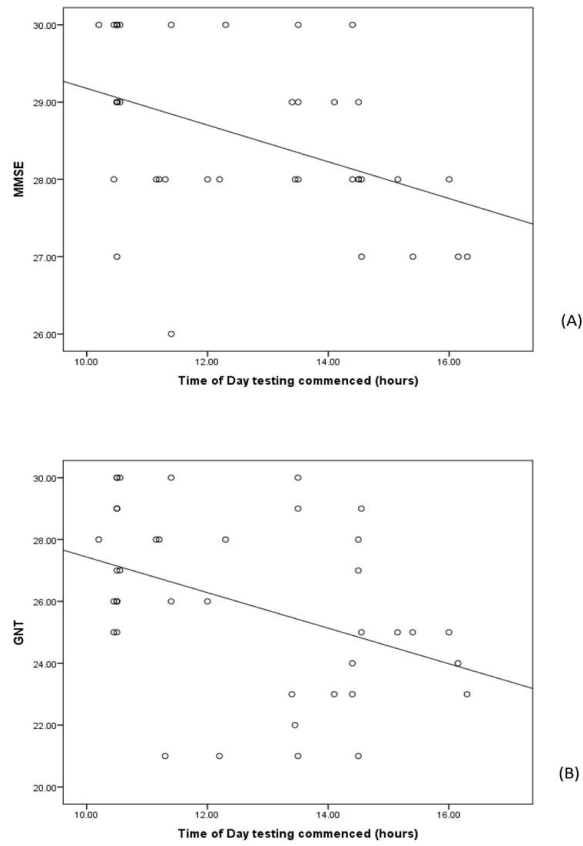 30.00
29.00
28.00
27.00
26.00
MMSE
10.00 12.00 14.00 16.00
Time of Day testing commenced (hours)
(A)
30.00
28.00
26.00
24.00
22.00
20.00
GNT
10.00 12.00 14.00 16.00
Time of Day testing commenced (hours)
(B)